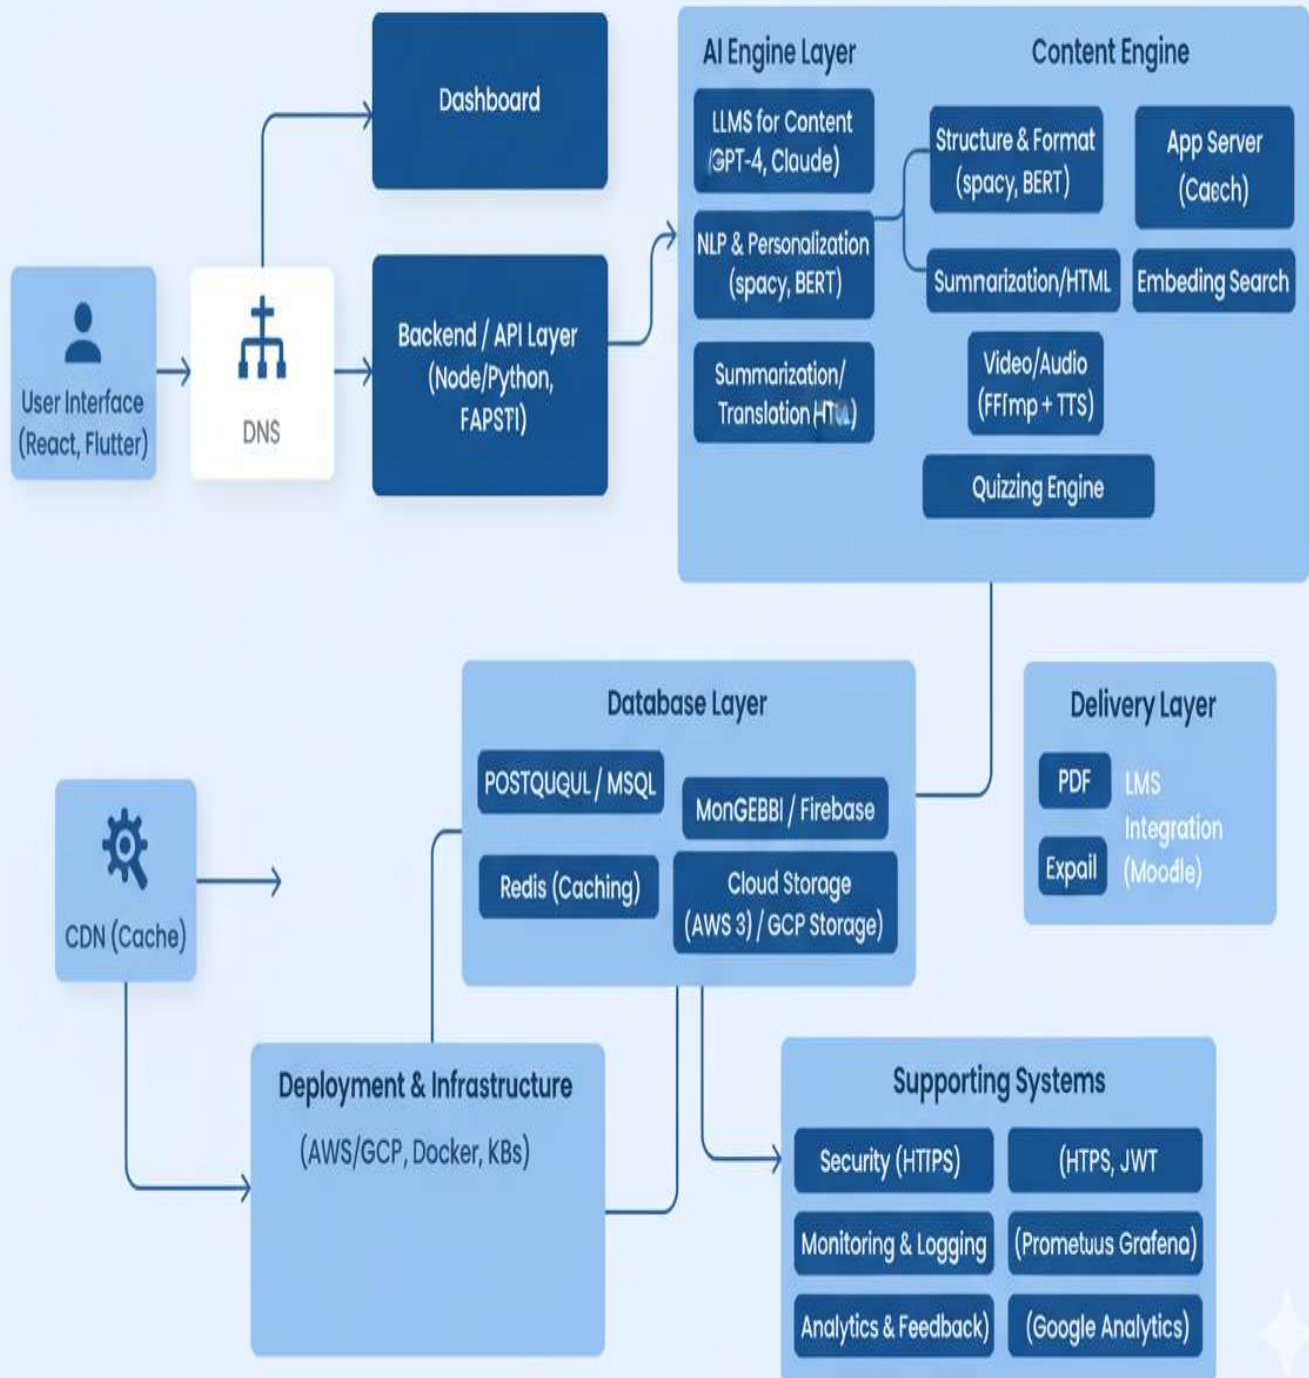 Dashboard
User Interface
(React, Flutter)
DNS
Backend / API Layer
(Node/Python,
FAPSTI)
AI Engine Layer
LLMS for Content
GPT-4, Claude)
NLP & Personalization
(spacy, BERT)
Summarization/
Translation
Content Engine
Structure & Format
(spacy, BERT)
App Server
Sumnarization/HTML
Embeding Search
Video/Audio
(FFImp + TTS)
Quizzing Engine
Database Layer
POSTQUGUL / MSQL
MonGEBBI / Firebase
Redis (Caching)
Cloud Storage
(AWS 3) / GCP Storage)
Delivery Layer
PDF
Expail
LMS
Integration
(Moodle)
CDN (Cache)
Deployment & Infrastructure
(AWS/GCP, Docker, KBs)
Supporting Systems
Security (HTIPS)
(HTPS, JWT
Monitoring & Logging
(Prometuus Grafena)
Analytics & Feedback)
(Google Analytics)